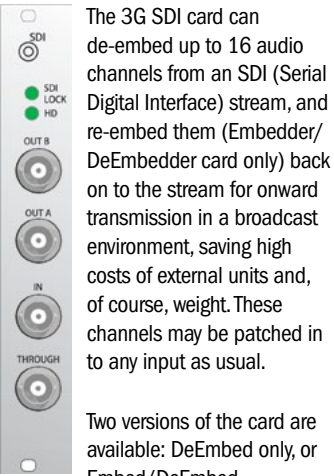 SDI
SDI
LOCK
HD
OUT B
OUT A
IN
THROUGH
The 3G SDI card can
de-embed up to 16 audio
channels from an SDI (Serial
Digital Interface) stream, and
re-embed them (Embedder/
DeEmbedder card only) back
on to the stream for onward
transmission in a broadcast
environment, saving high
costs of external units and,
of course, weight. These
channels may be patched in
to any input as usual.
Two versions of the card are
available: DeEmbed only, or
Embed/DeEmbed